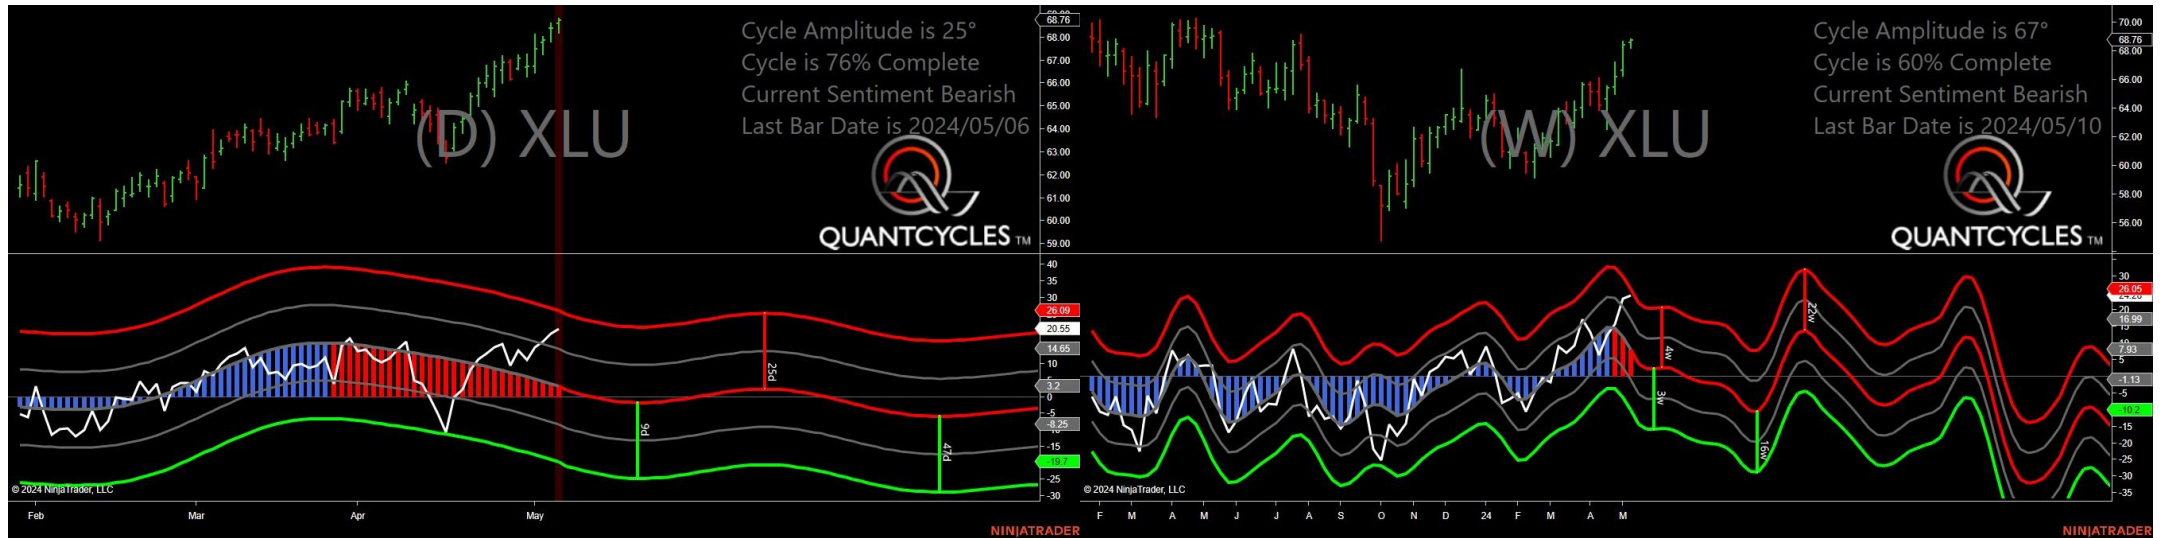 Cycle Amplitude is 25°
Cycle is 76% Complete
Current Sentiment Bearish
Last Bar Date is 2024/05/06
(D) XLU
QUANTCYCLES TM
68.76
68.00
67.00
66.00
65.00
64.00
63.00
62.00
61.00
60.00
59.00
40
35
30
26.09
20.55
14.65
10
3.2
0
-5
-8.25
-15
-19.7
-25
-30
25d
9d
47d
© 2024 NinjaTrader, LLC
Feb Mar Apr May
NINJATRADER
Cycle Amplitude is 67°
Cycle is 60% Complete
Current Sentiment Bearish
Last Bar Date is 2024/05/10
(W) XLU
QUANTCYCLES TM
70.00
68.76
68.00
66.00
64.00
62.00
60.00
58.00
56.00
30
26.05
20
16.99
7.93
5
-1.13
-5
-10.2
-15
-20
-25
-30
-35
4w
3w
22w
16w
© 2024 NinjaTrader, LLC
F M A M J J A S O N D 24 F M A M
NINJATRADER